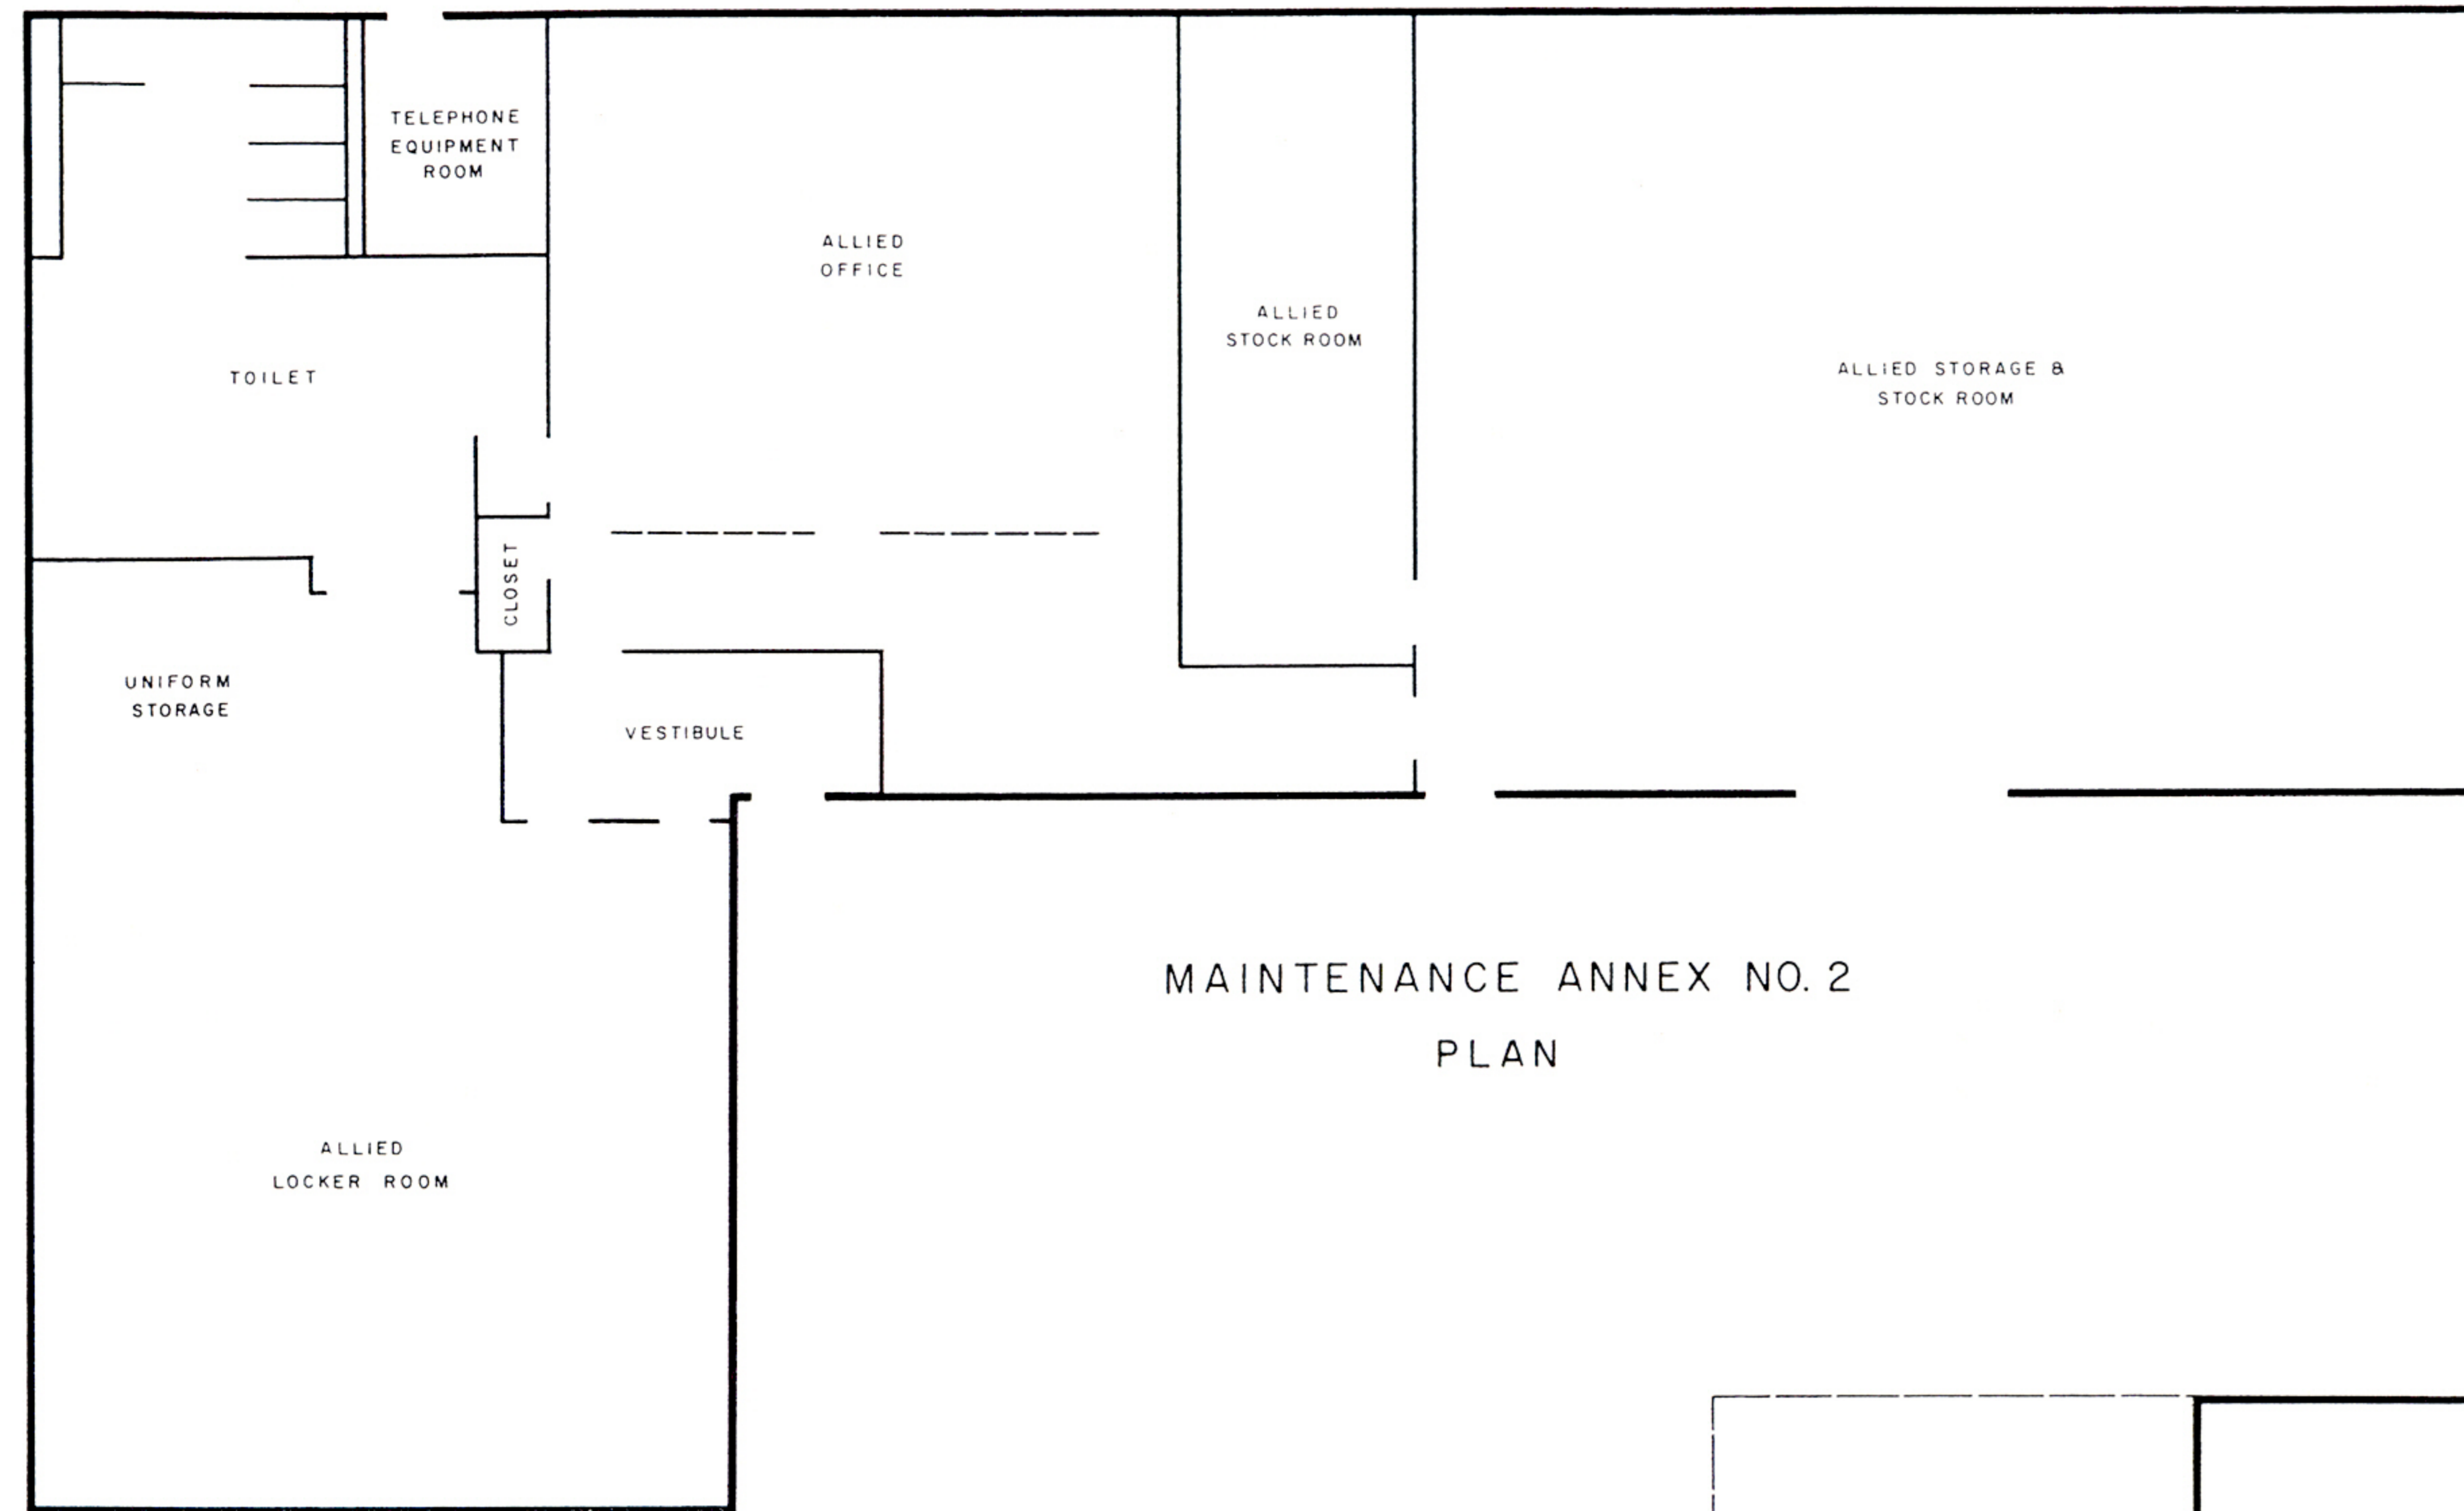 TELEPHONE
EQUIPMENT
ROOM
ALLIED
OFFICE
ALLIED
STOCK ROOM
ALLIED STORAGE &
STOCK ROOM
TOILET
CLOSET
UNIFORM
STORAGE
VESTIBULE
MAINTENANCE ANNEX NO. 2
PLAN
ALLIED
LOCKER ROOM